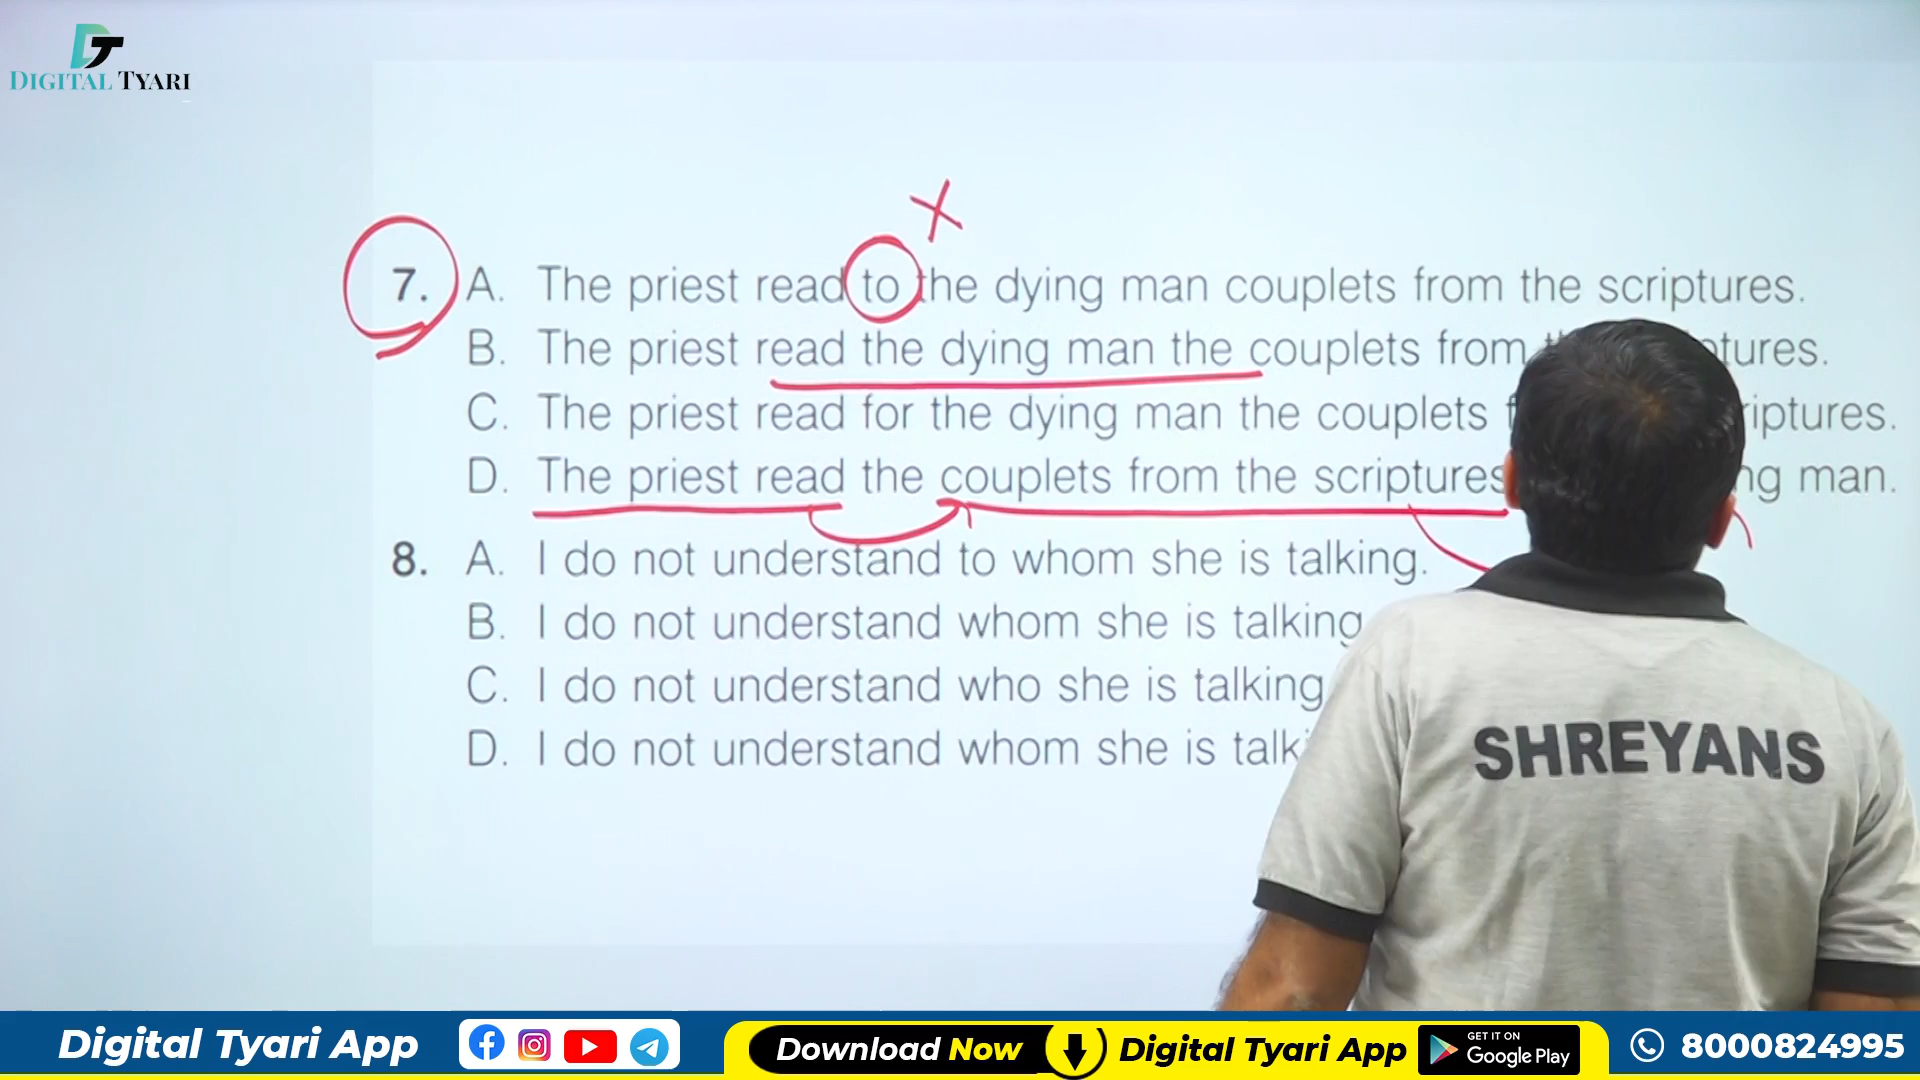 DT
DIGITAL TYARI
7. A. The priest read to the dying man couplets from the scriptures.
B. The priest read the dying man the couplets from
C. The priest read for the dying man the couplets
D. The priest read the couplets from the scriptures man.
8. A. I do not understand to whom she is talking.
B. I do not understand whom she is talking
C. I do not understand who she is talking
D. I do not understand whom she is
SHREYANS
Digital Tyari App
Download Now
Digital Tyari App
GET IT ON
Google Play
8000824995